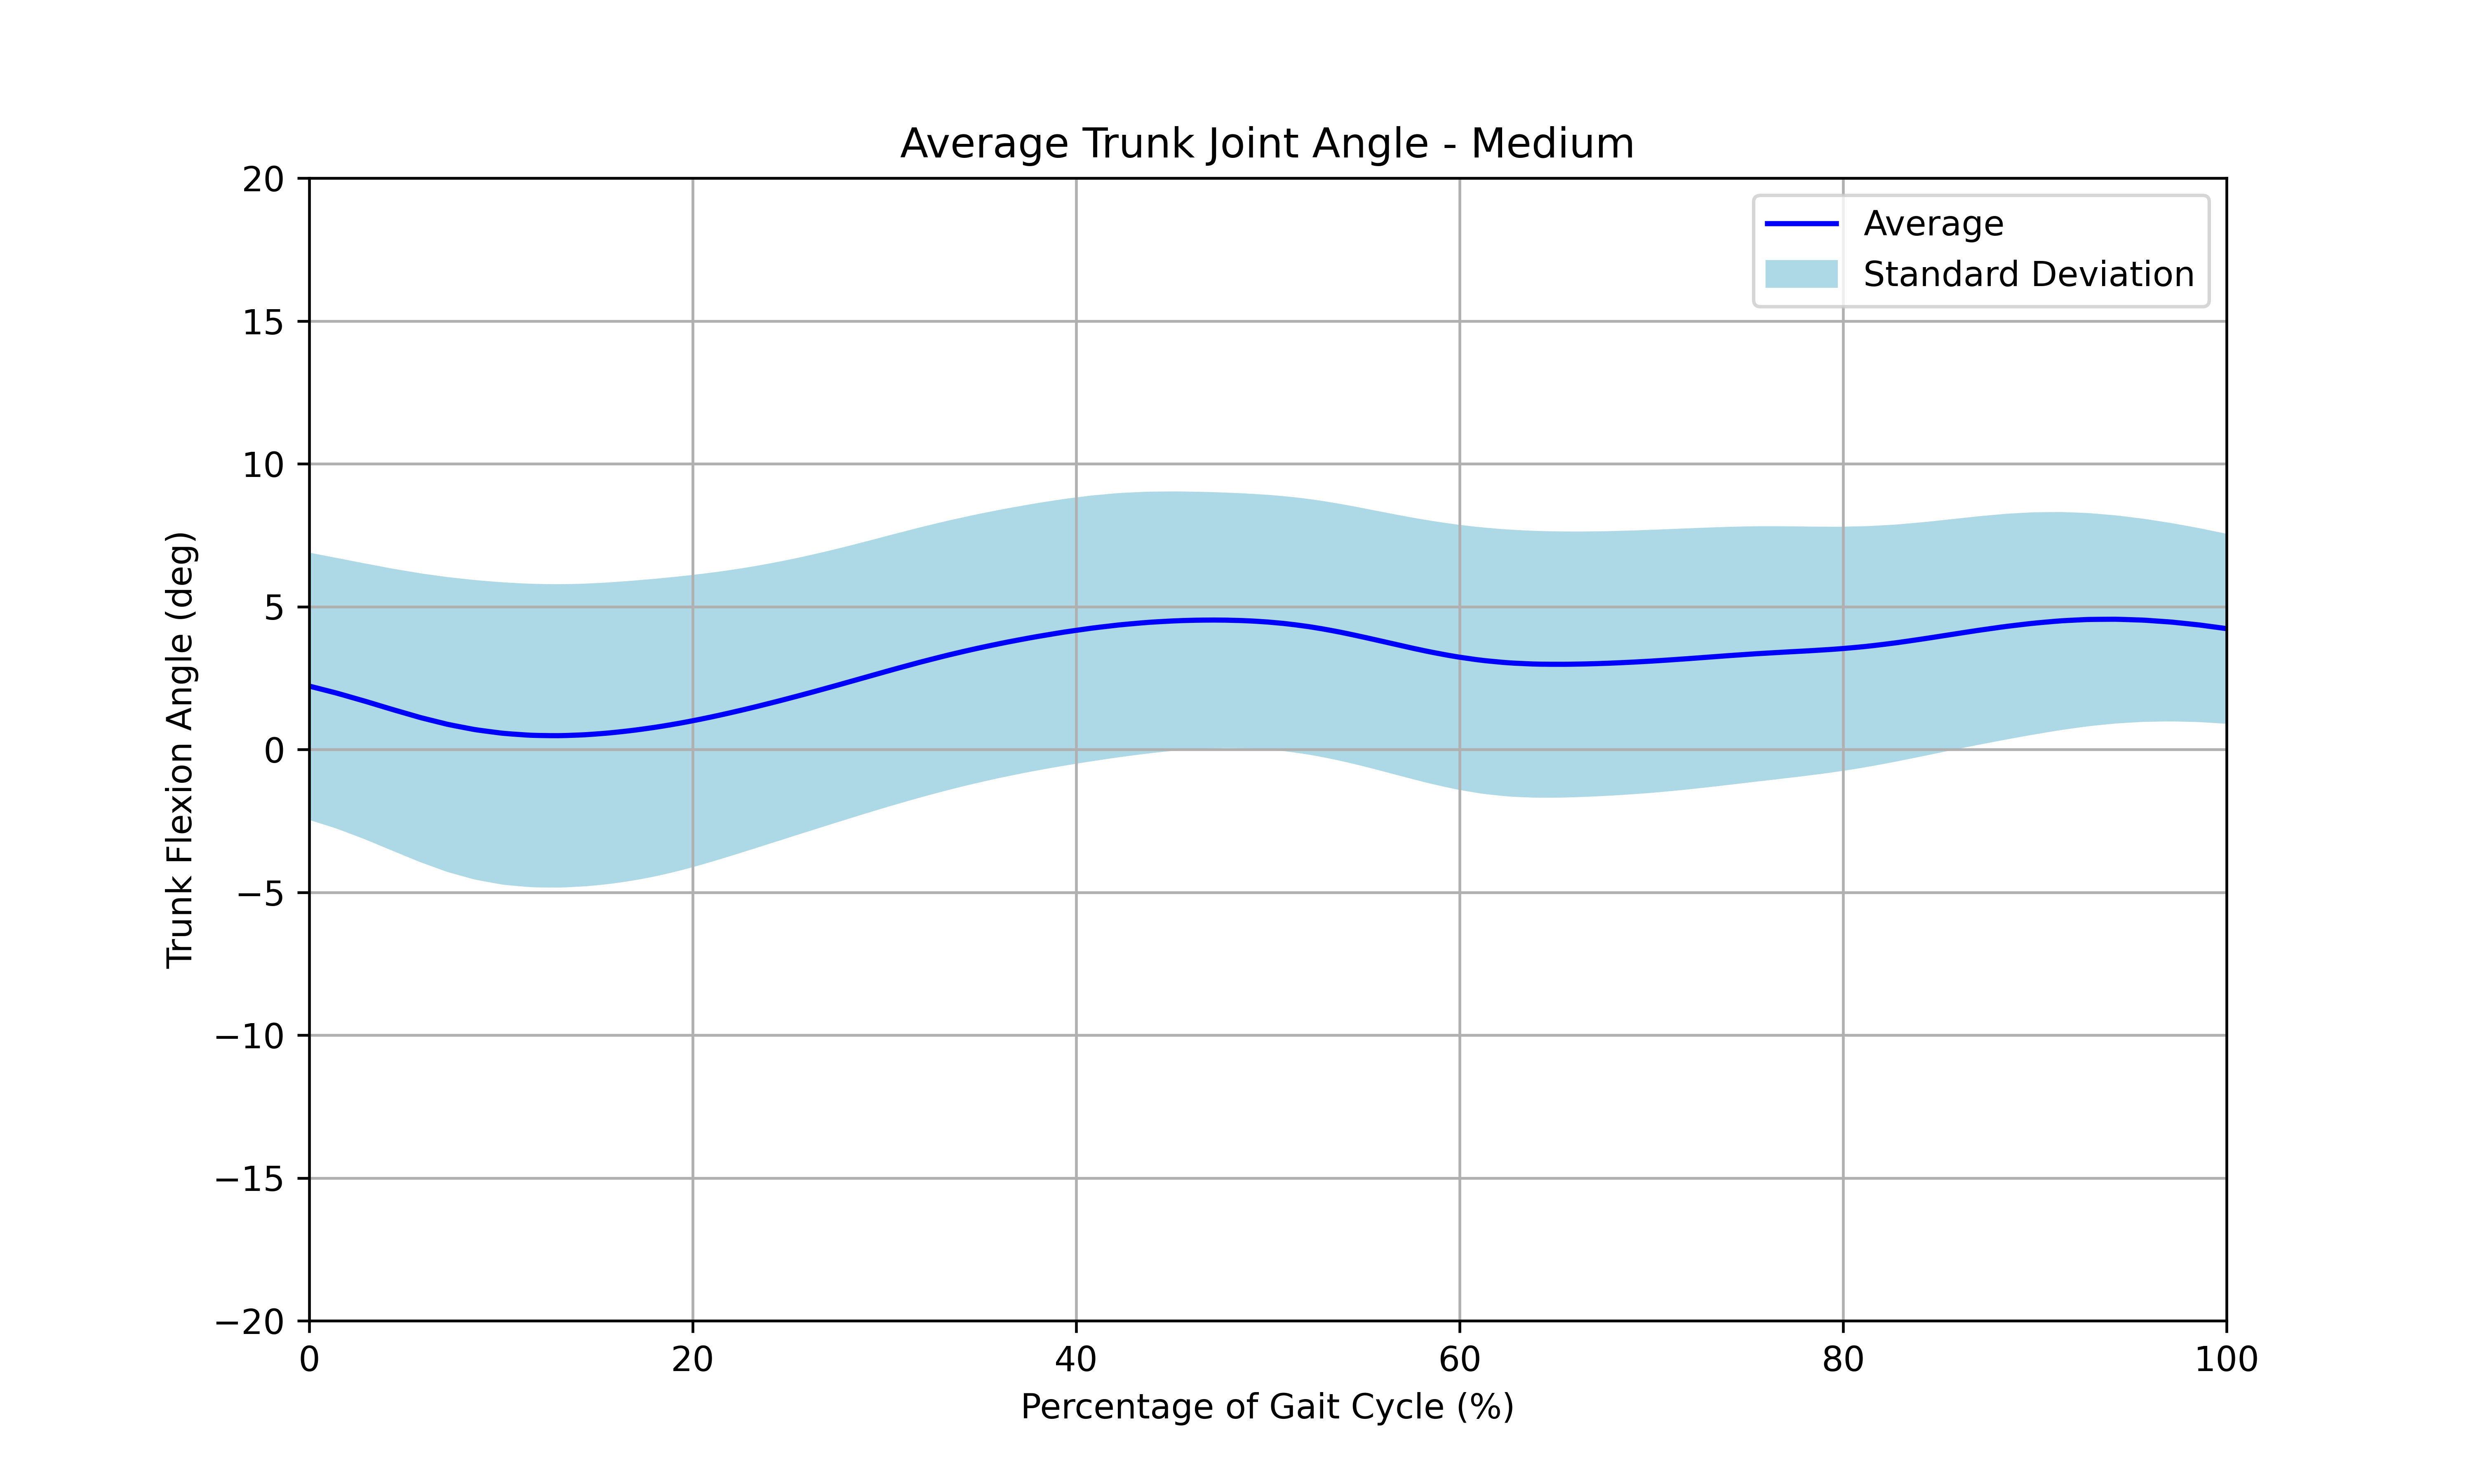 Average Trunk Joint Angle - Medium
Average
Standard Deviation
Trunk Flexion Angle (deg)
20
15
10
5
0
−5
−10
−15
−20
0 20 40 60 80 100
Percentage of Gait Cycle (%)